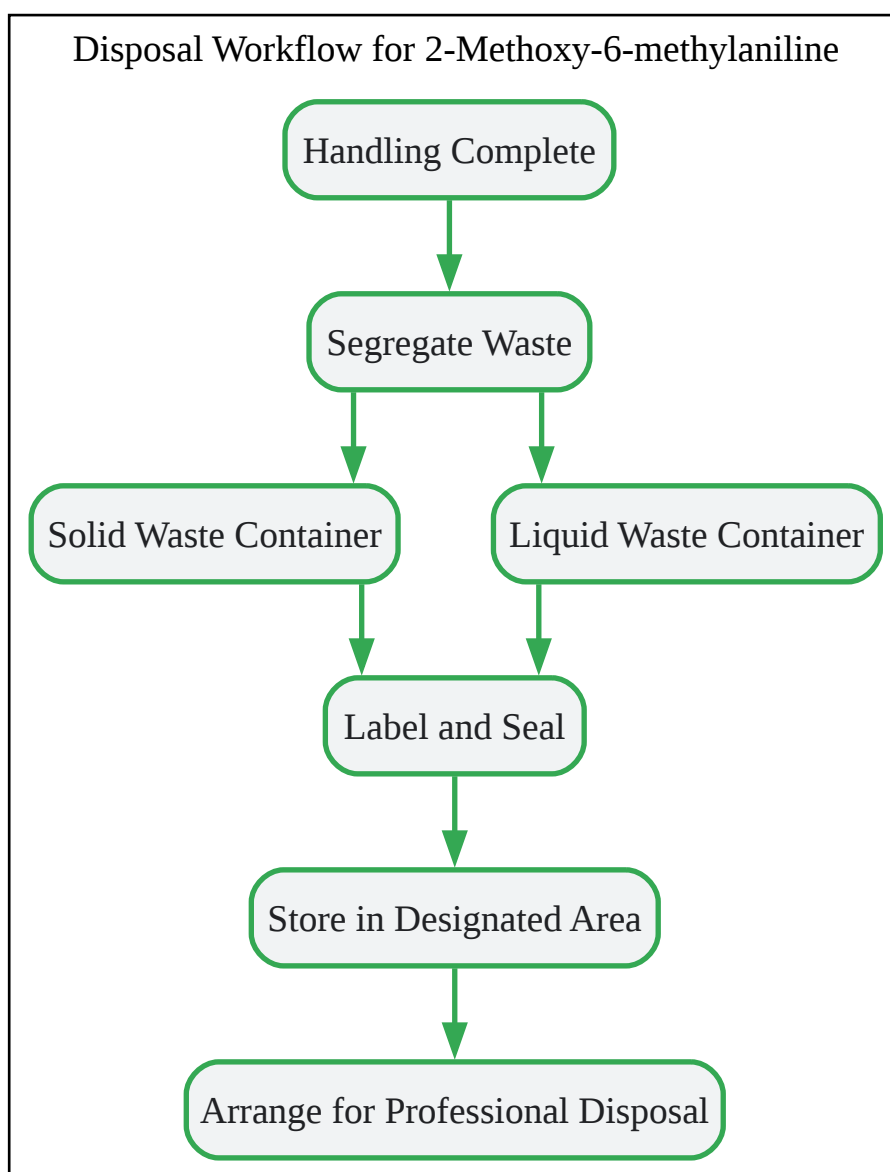 Disposal Workflow for 2-Methoxy-6-methylaniline
Handling Complete
Segregate Waste
Solid Waste Container
Liquid Waste Container
Label and Seal
Store in Designated Area
Arrange for Professional Disposal